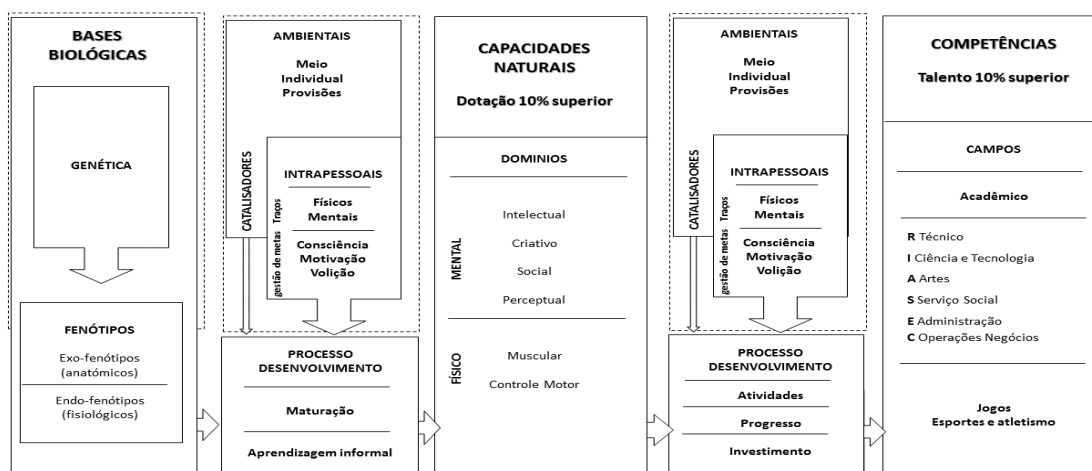 BASES
BIOLÓGICAS
GENÉTICA
FENÓTIPOS
Exo-fenótipos
(anatómicos)
Endo-fenótipos
(fisiológicos)
AMBIENTAIS
Meio
Individual
Provisões
CATALISADORES
INTRAPESSOAIS
Traços
Físicos
Mentais
gestão de metas
Consciência
Motivação
Volição
PROCESSO
DESENVOLVIMENTO
Maturação
Aprendizagem informal
CAPACIDADES
NATURAIS
Dotação 10% superior
DOMINIOS
MENTAL
Intelectual
Criativo
Social
Perceptual
FÍSICO
Muscular
Controle Motor
AMBIENTAIS
Meio
Individual
Provisões
CATALISADORES
INTRAPESSOAIS
Traços
Físicos
Mentais
gestão de metas
Consciência
Motivação
Volição
PROCESSO
DESENVOLVIMENTO
Atividades
Progresso
Investimento
COMPETÊNCIAS
Talento 10% superior
CAMPOS
Acadêmico
R Técnico
I Ciência e Tecnologia
A Artes
S Serviço Social
E Administração
C Operações Negócios
Jogos
Esportes e atletismo